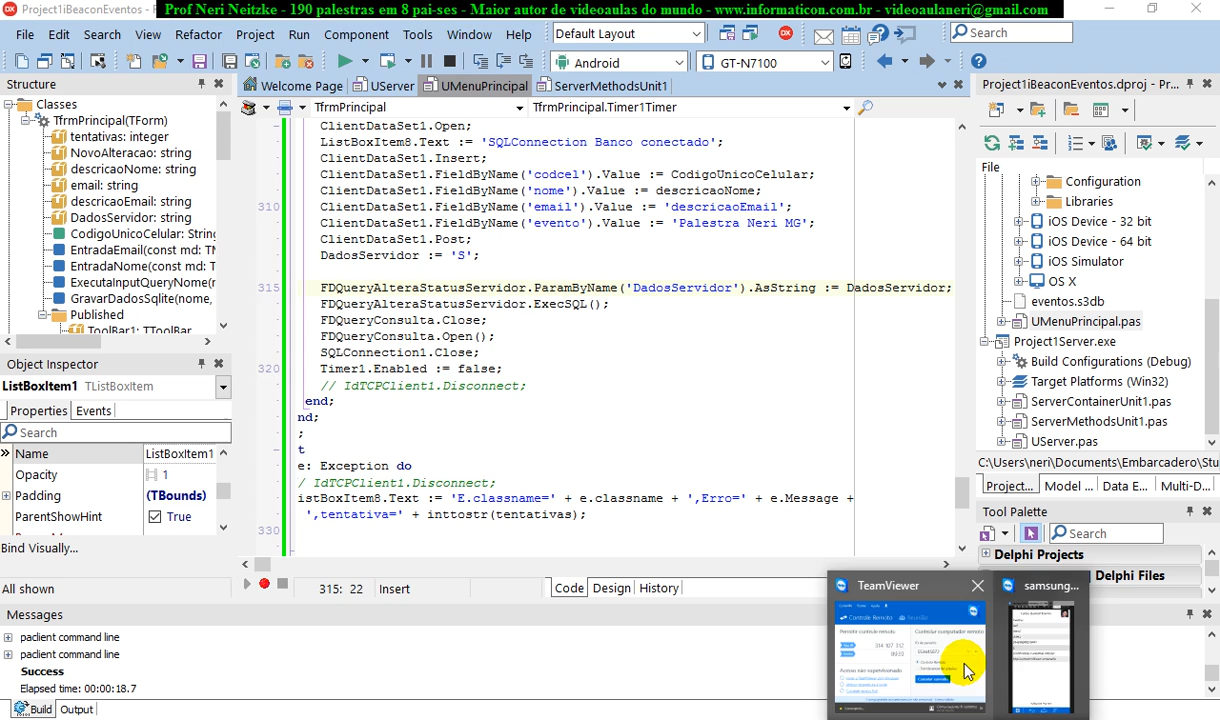 Project1iBeaconEventos - P
Prof Neri Neitzke - 190 palestras em 8 pai-ses - Maior autor de videoaulas do mundo - www.informaticon.com.br - videoaulaneri@gmail.com
File Edit Search View Refactor Project Run Component Tools Window Help Default Layout Search
Android GT-N7100
Structure
Welcome Page UServer UMenuPrincipal ServerMethodsUnit1
Project1iBeaconEventos.dproj - Pr...
TfrmPrincipal TfrmPrincipal.Timer1Timer
Classes
TfrmPrincipal(TForm)
tentativas: integer
NovoAlteracao: string
descricaoNome: string
email: string
descricaoEmail: string
DadosServidor: string
CodigoUnicoCelular: String
EntradaEmail(const md: TM
EntradaNome(const md: T
ExecutaInputQueryNome(r
GravarDadosSqlite(nome,
Published
ToolBar1: TToolBar
ClientDataSet1.Open;
ListBoxItem8.Text := 'SQLConnection Banco conectado';
ClientDataSet1.Insert;
ClientDataSet1.FieldByName('codcel').Value := CodigoUnicoCelular;
ClientDataSet1.FieldByName('nome').Value := descricaoNome;
310 ClientDataSet1.FieldByName('email').Value := 'descricaoEmail';
ClientDataSet1.FieldByName('evento').Value := 'Palestra Neri MG';
ClientDataSet1.Post;
DadosServidor := 'S';
315 FDQueryAlteraStatusServidor.ParamByName('DadosServidor').AsString := DadosServidor;
FDQueryAlteraStatusServidor.ExecSQL();
FDQueryConsulta.Close;
FDQueryConsulta.Open();
SQLConnection1.Close;
320 Timer1.Enabled := false;
// IdTCPClient1.Disconnect;
end;
nd;
;
t
e: Exception do
/ IdTCPClient1.Disconnect;
istBoxItem8.Text := 'E.classname=' + e.classname + ',Erro=' + e.Message +
',tentativa=' + inttostr(tentativas);
330
File
Configuration
Libraries
iOS Device - 32 bit
iOS Device - 64 bit
iOS Simulator
OS X
eventos.s3db
UMenuPrincipal.pas
Project1Server.exe
Build Configurations (Debug)
Target Platforms (Win32)
ServerContainerUnit1.pas
ServerMethodsUnit1.pas
UServer.pas
C:\Users\neri\Documents\Embarcadero\Stu
Project... Model ... Data E... Multi-D...
Object Inspector
ListBoxItem1 TListBoxItem
Properties Events
Search
Name ListBoxItem1
Opacity 1
Padding (TBounds)
ParentShowHint True
Bind Visually...
All shown
315: 22 Insert Code Design History
Tool Palette
Search
Delphi Projects
Delphi Files
Messages
paclient command line
paclient command line
Success
Elapsed time: 00:00:18.7
Build Output
TeamViewer samsung...
Controle Remoto